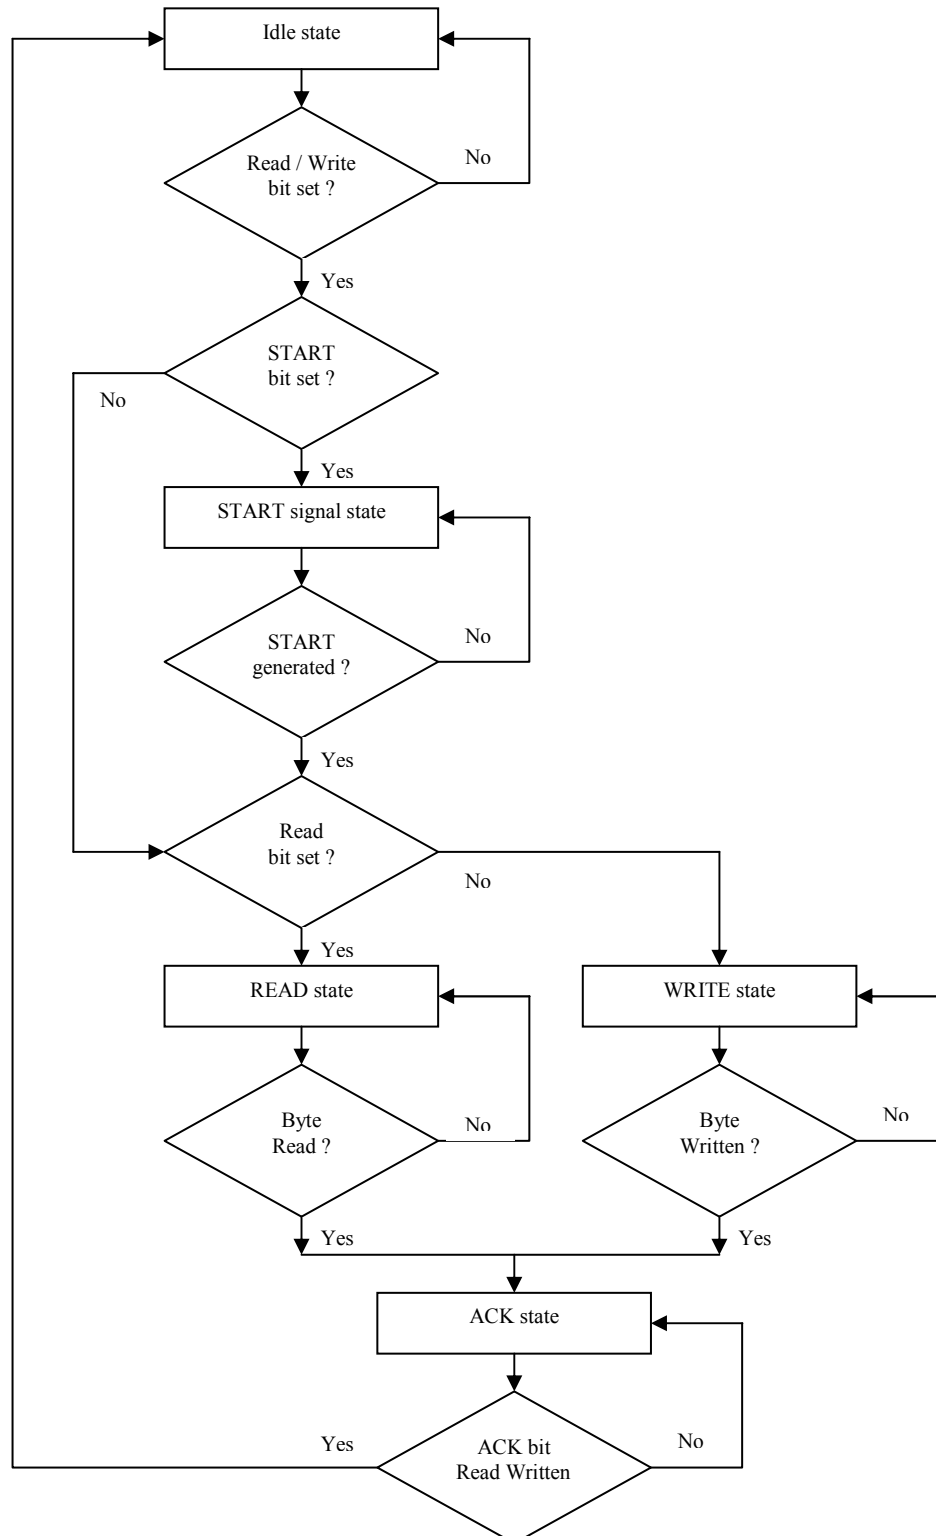 Idle state
Read / Write
bit set ?
No
Yes
START
bit set ?
No
Yes
START signal state
START
generated ?
No
Yes
Read
bit set ?
No
Yes
READ state
WRITE state
Byte
Read ?
No
Byte
Written ?
No
Yes
Yes
ACK state
Yes
ACK bit
Read Written
No